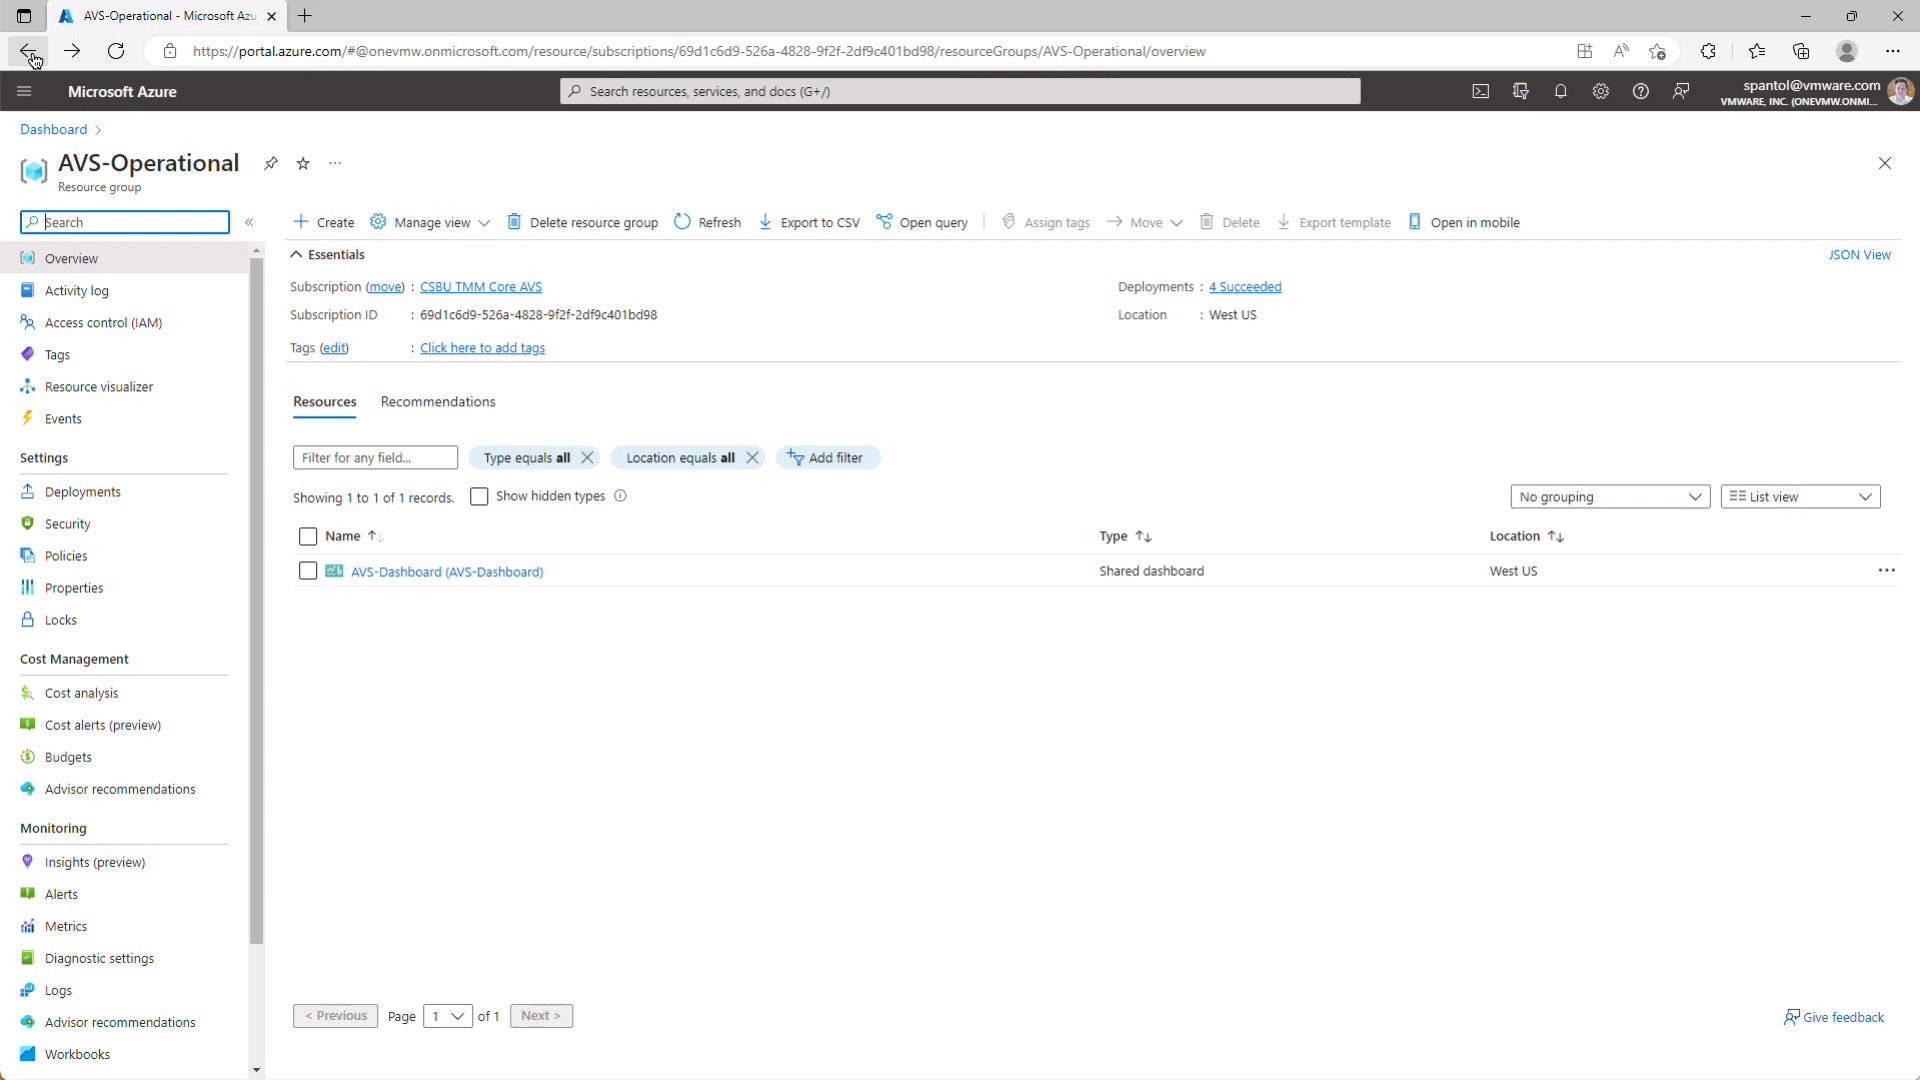 AVS-Operational - Microsoft Azu
https://portal.azure.com/#@onevmw.onmicrosoft.com/resource/subscriptions/69d1c6d9-526a-4828-9f2f-2df9c401bd98/resourceGroups/AVS-Operational/overview
Microsoft Azure
Search resources, services, and docs (G+/)
spantol@vmware.com
VMWARE, INC. (ONEVMW.ONMI...
Dashboard
AVS-Operational
Resource group
Search
Create
Manage view
Delete resource group
Refresh
Export to CSV
Open query
Assign tags
Move
Delete
Export template
Open in mobile
Overview
Activity log
Access control (IAM)
Tags
Resource visualizer
Events
Settings
Deployments
Security
Policies
Properties
Locks
Cost Management
Cost analysis
Cost alerts (preview)
Budgets
Advisor recommendations
Monitoring
Insights (preview)
Alerts
Metrics
Diagnostic settings
Logs
Advisor recommendations
Workbooks
Essentials
JSON View
Subscription (move) : CSBU TMM Core AVS
Deployments : 4 Succeeded
Subscription ID : 69d1c6d9-526a-4828-9f2f-2df9c401bd98
Location : West US
Tags (edit) : Click here to add tags
Resources Recommendations
Filter for any field...
Type equals all
Location equals all
Add filter
Showing 1 to 1 of 1 records.
Show hidden types
No grouping
List view
Name Type Location
AVS-Dashboard (AVS-Dashboard) Shared dashboard West US
< Previous Page 1 of 1 Next >
Give feedback